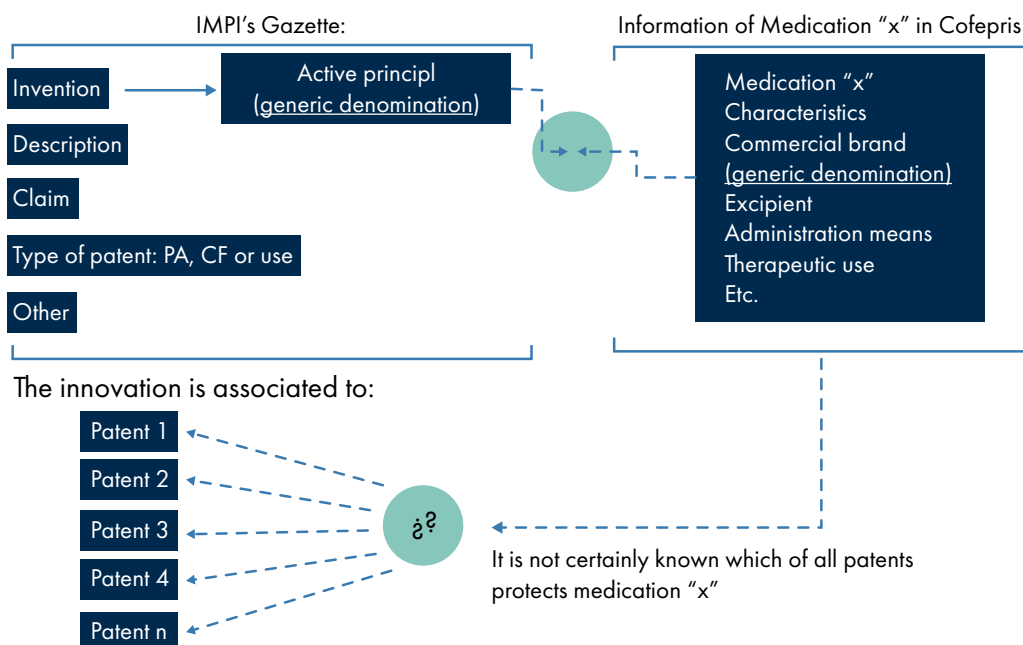 IMPI's Gazette:
Invention
Active principl
(generic denomination)
Description
Claim
Type of patent: PA, CF or use
Other
Information of Medication “x” in Cofepris
Medication “x”
Characteristics
Commercial brand
(generic denomination)
Excipient
Administration means
Therapeutic use
Etc.
The innovation is associated to:
Patent 1
Patent 2
Patent 3
Patent 4
Patent n
¿?
It is not certainly known which of all patents
protects medication “x”